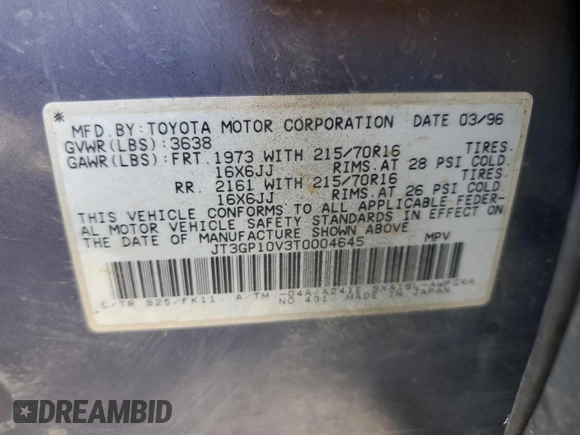 * MFD. BY: TOYOTA MOTOR CORPORATION DATE 03/96
GVWR(LBS):3638
GAWR(LBS):FRT. 1973 WITH 215/70R16 TIRES.
16X6JJ RIMS.AT 28 PSI COLD.
RR. 2161 WITH 215/70R16 TIRES.
16X6JJ RIMS.AT 26 PSI COLD.
THIS VEHICLE CONFORMS TO ALL APPLICABLE FEDER-
AL MOTOR VEHICLE SAFETY STANDARDS IN EFFECT ON
THE DATE OF MANUFACTURE SHOWN ABOVE
JT3GP10V3T0004645 MPV
C/TR 925/FK11 A/TM -04A/A241E SXA16L-AWPGKA
NO 431 MADE IN JAPAN
DREAMBID